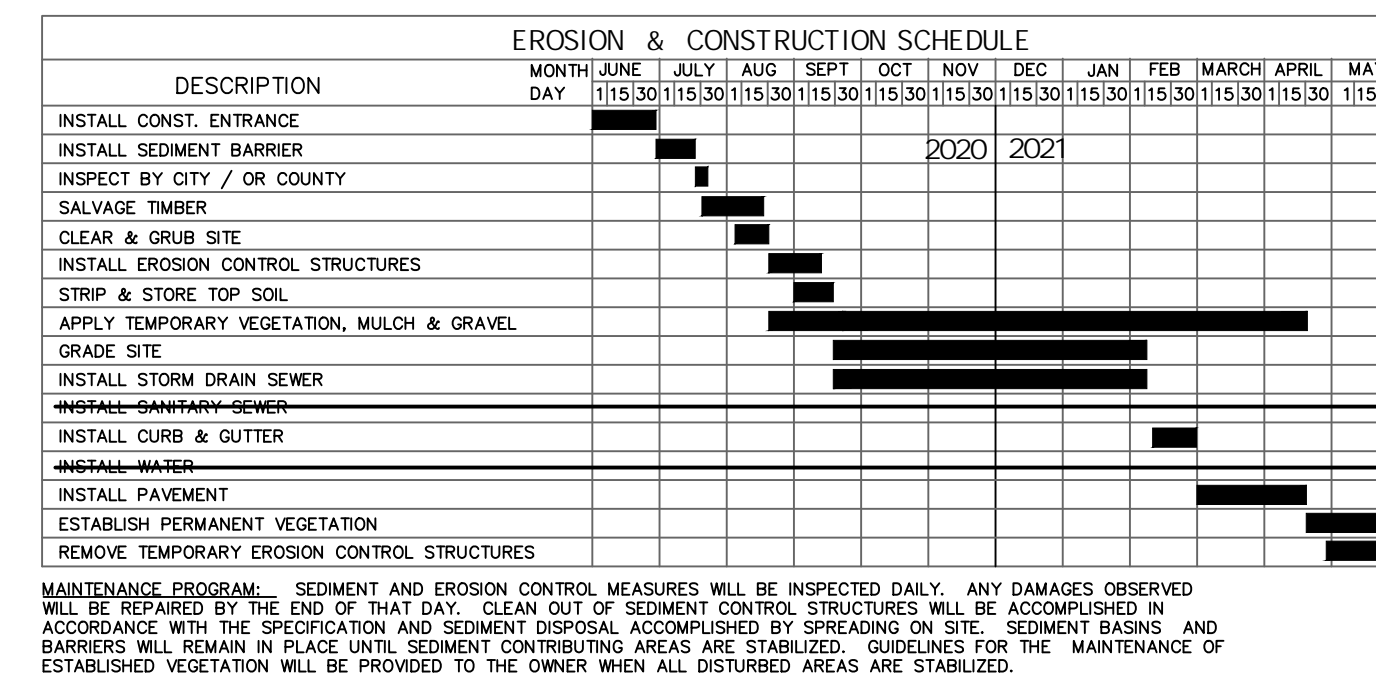 EROSION & CONSTRUCTION SCHEDULE
DESCRIPTION
MONTH JUNE JULY AUG SEPT OCT NOV DEC JAN FEB MARCH APRIL MA
DAY 1|15|30 1|15|30 1|15|30 1|15|30 1|15|30 1|15|30 1|15|30 1|15|30 1|15|30 1|15|30 1|15|30 1|15
INSTALL CONST. ENTRANCE
INSTALL SEDIMENT BARRIER 2020 2021
INSPECT BY CITY / OR COUNTY
SALVAGE TIMBER
CLEAR & GRUB SITE
INSTALL EROSION CONTROL STRUCTURES
STRIP & STORE TOP SOIL
APPLY TEMPORARY VEGETATION, MULCH & GRAVEL
GRADE SITE
INSTALL STORM DRAIN SEWER
INSTALL SANITARY SEWER
INSTALL CURB & GUTTER
INSTALL WATER
INSTALL PAVEMENT
ESTABLISH PERMANENT VEGETATION
REMOVE TEMPORARY EROSION CONTROL STRUCTURES
MAINTENANCE PROGRAM: SEDIMENT AND EROSION CONTROL MEASURES WILL BE INSPECTED DAILY. ANY DAMAGES OBSERVED
WILL BE REPAIRED BY THE END OF THAT DAY. CLEAN OUT OF SEDIMENT CONTROL STRUCTURES WILL BE ACCOMPLISHED IN
ACCORDANCE WITH THE SPECIFICATION AND SEDIMENT DISPOSAL ACCOMPLISHED BY SPREADING ON SITE. SEDIMENT BASINS AND
BARRIERS WILL REMAIN IN PLACE UNTIL SEDIMENT CONTRIBUTING AREAS ARE STABILIZED. GUIDELINES FOR THE MAINTENANCE OF
ESTABLISHED VEGETATION WILL BE PROVIDED TO THE OWNER WHEN ALL DISTURBED AREAS ARE STABILIZED.